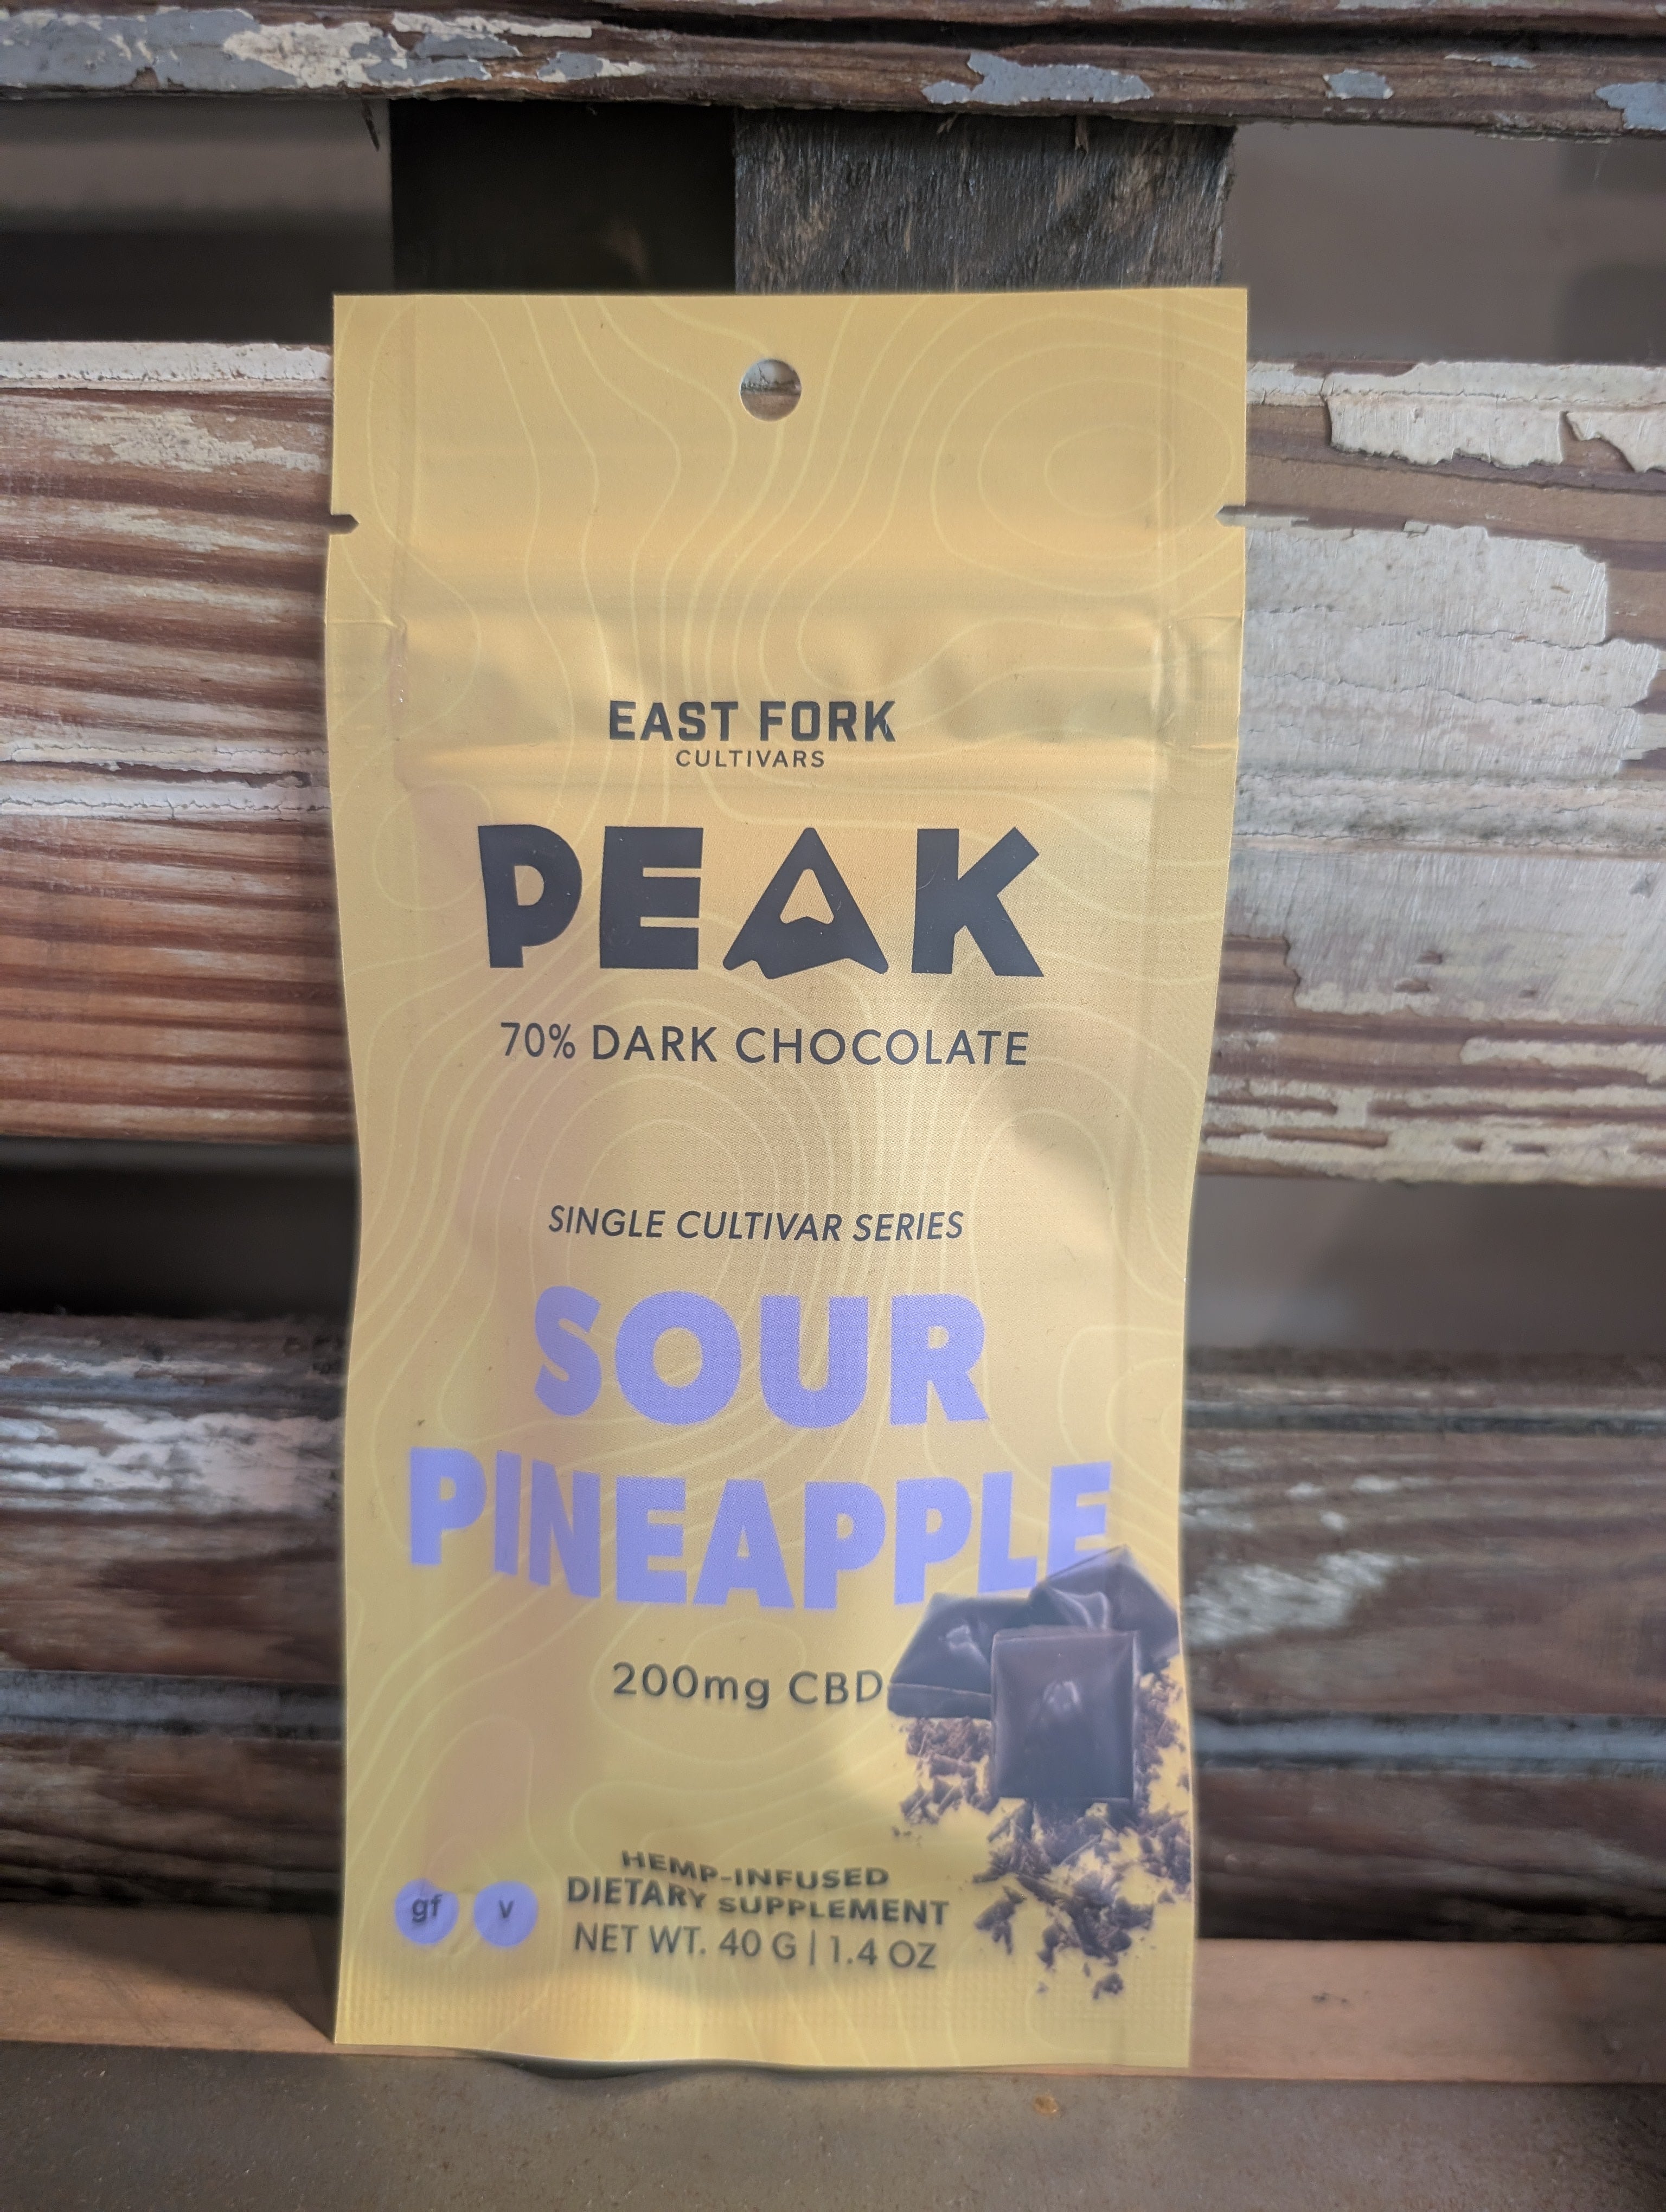 EAST FORK
CULTIVARS
PEAK
70% DARK CHOCOLATE
SINGLE CULTIVAR SERIES
SOUR
PINEAPPLE
200mg CBD
HEMP-INFUSED
DIETARY SUPPLEMENT
gf v
NET WT. 40 G | 1.4 OZ